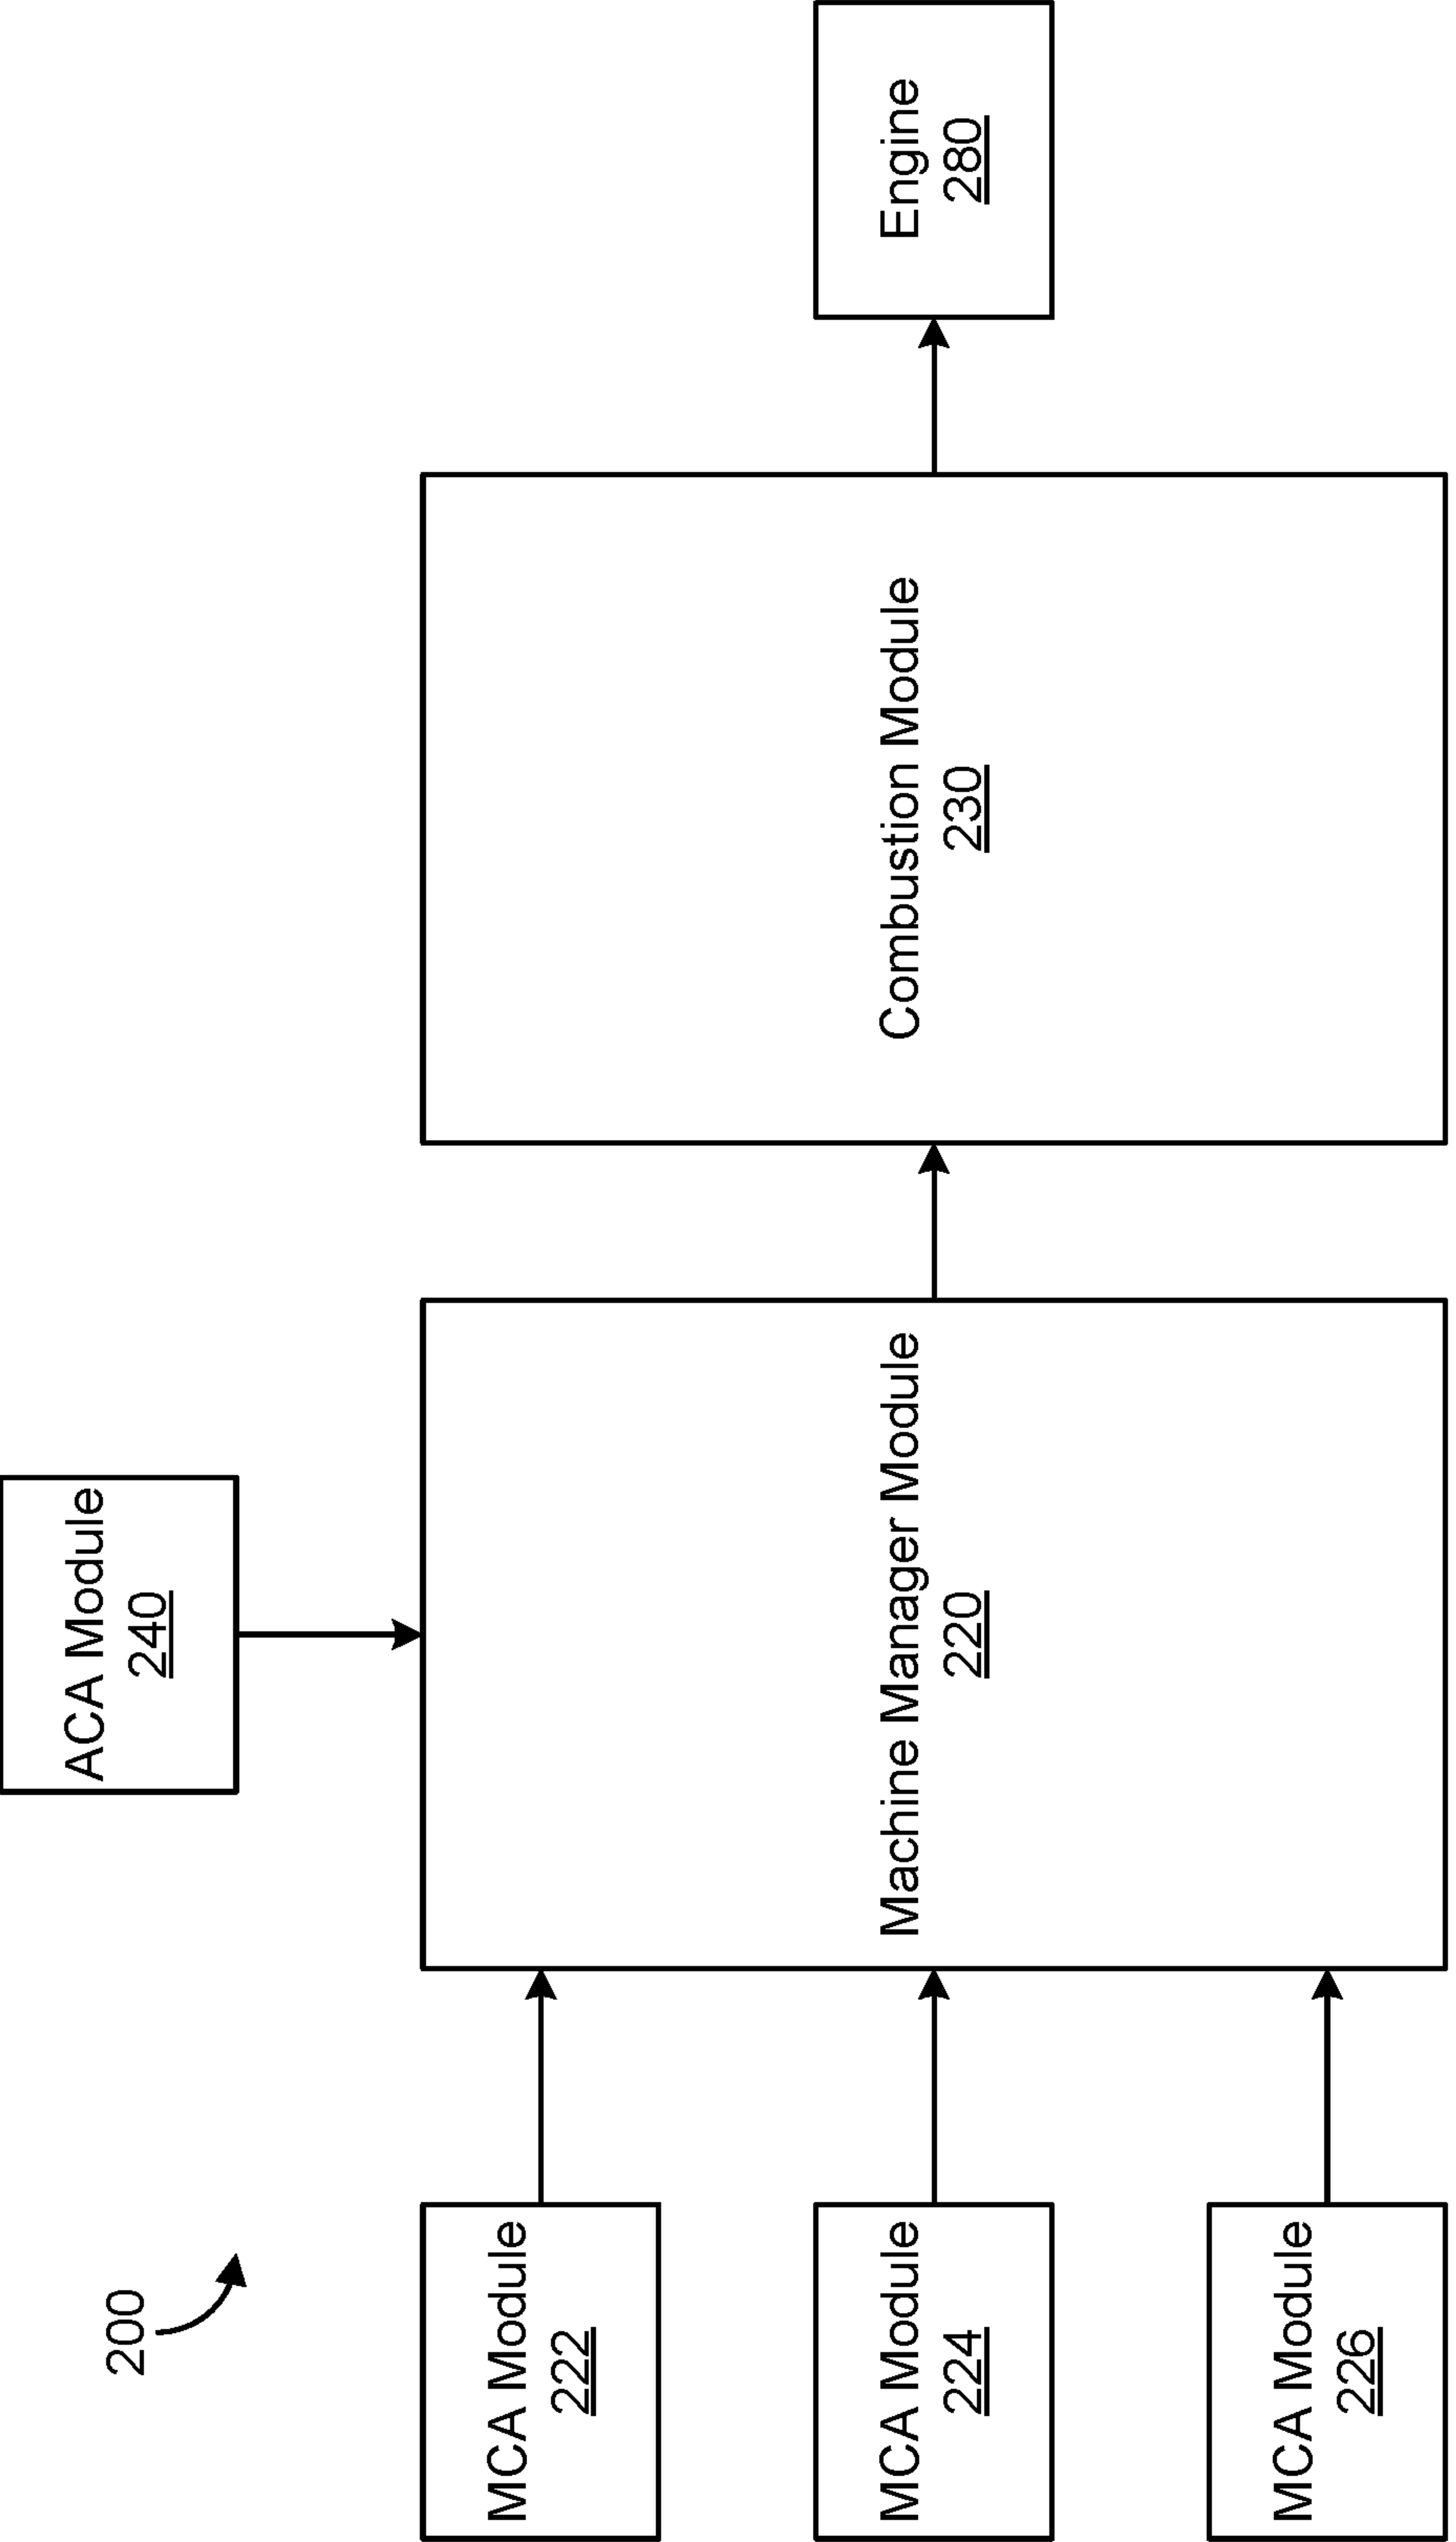 200
ACA Module
240
MCA Module
222
MCA Module
224
MCA Module
226
Machine Manager Module
220
Combustion Module
230
Engine
280